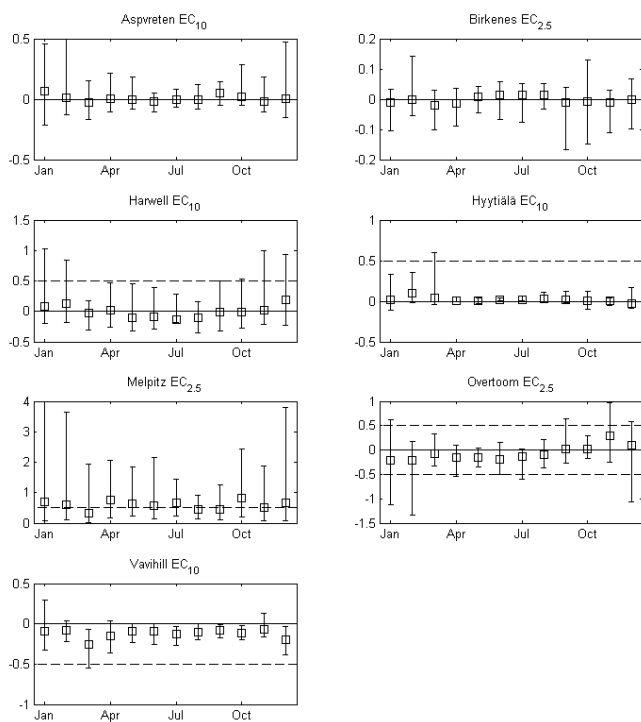 Aspvreten EC10
0.5
0
-0.5
Jan Apr Jul Oct
Birkenes EC2.5
0.2
0.1
0
-0.1
-0.2
Jan Apr Jul Oct
Harwell EC10
1.5
1
0.5
0
-0.5
Jan Apr Jul Oct
Hyytiälä EC10
1
0.5
0
-0.5
Jan Apr Jul Oct
Melpitz EC2.5
4
3
2
1
0
Jan Apr Jul Oct
Overtoom EC2.5
1
0.5
0
-0.5
-1
-1.5
Jan Apr Jul Oct
Vavihill EC10
0.5
0
-0.5
-1
Jan Apr Jul Oct